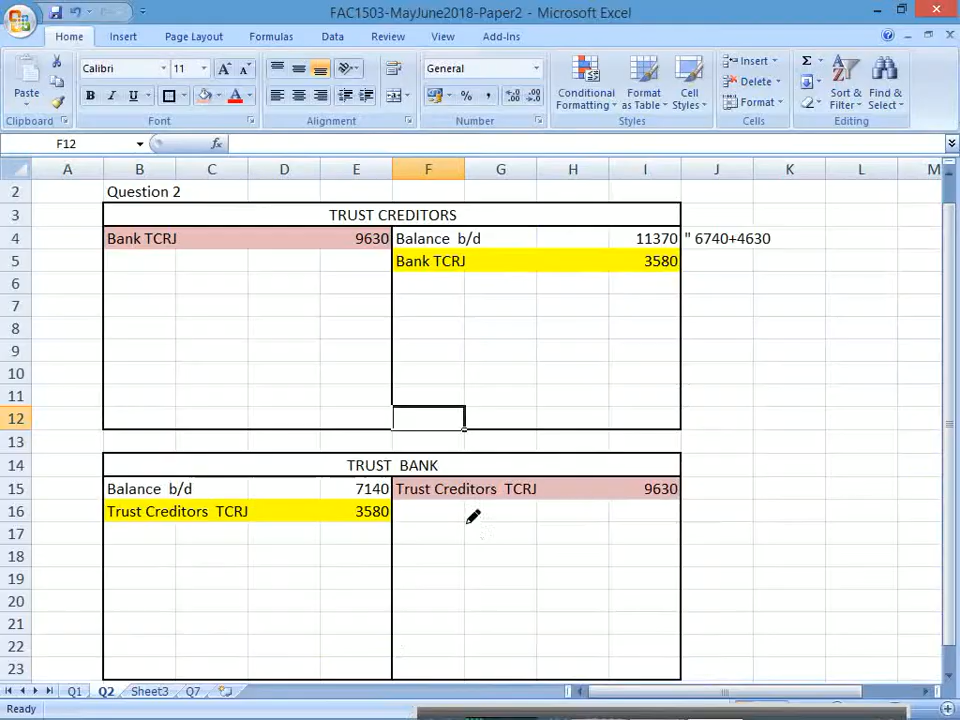 FAC1503-MayJune2018-Paper2 - Microsoft Excel
Home Insert Page Layout Formulas Data Review View Add-Ins
Paste
Clipboard
Calibri 11
B I U
A A
Font
Alignment
General
% ,
Number
Conditional Formatting
Format as Table
Cell Styles
Styles
Insert
Delete
Format
Cells
Σ
Sort & Filter
Find & Select
Editing
F12 fx
A B C D E F G H I J K L M
2 Question 2
3 TRUST CREDITORS
4 Bank TCRJ 9630 Balance b/d 11370 " 6740+4630
5 Bank TCRJ 3580
6
7
8
9
10
11
12
13
14 TRUST BANK
15 Balance b/d 7140 Trust Creditors TCRJ 9630
16 Trust Creditors TCRJ 3580
17
18
19
20
21
22
23
Q1 Q2 Sheet3 Q7
Ready